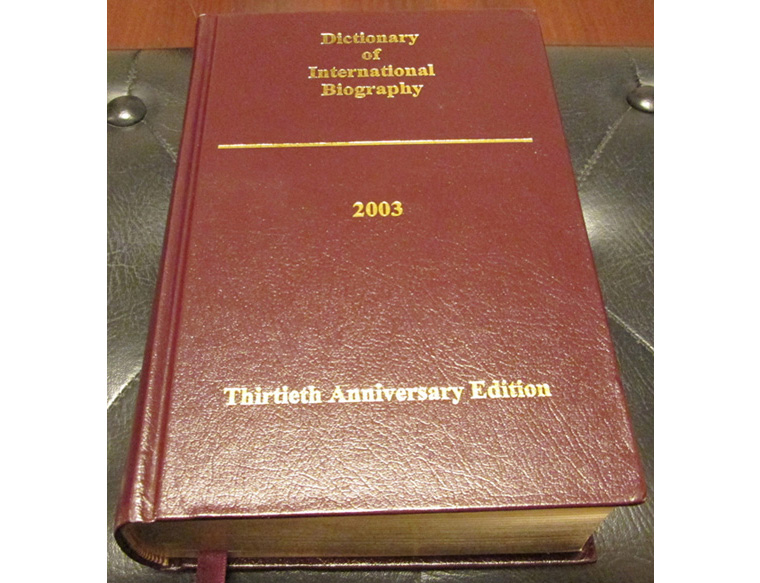 Dictionary
of
International
Biography
2003
Thirtieth Anniversary Edition